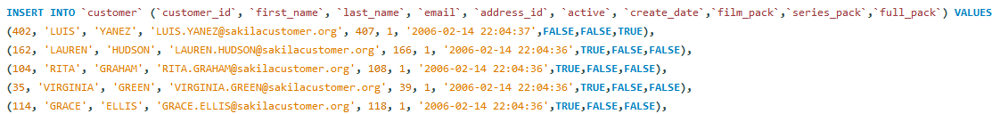 INSERT INTO `customer` (`customer_id`, `first_name`, `last_name`, `email`, `address_id`, `active`, `create_date`,`film_pack`,`series_pack`,`full_pack`) VALUES
(402, 'LUIS', 'YANEZ', 'LUIS.YANEZ@sakilacustomer.org', 407, 1, '2006-02-14 22:04:37',FALSE,FALSE,TRUE),
(162, 'LAUREN', 'HUDSON', 'LAUREN.HUDSON@sakilacustomer.org', 166, 1, '2006-02-14 22:04:36',TRUE,FALSE,FALSE),
(104, 'RITA', 'GRAHAM', 'RITA.GRAHAM@sakilacustomer.org', 108, 1, '2006-02-14 22:04:36',TRUE,FALSE,FALSE),
(35, 'VIRGINIA', 'GREEN', 'VIRGINIA.GREEN@sakilacustomer.org', 39, 1, '2006-02-14 22:04:36',TRUE,FALSE,FALSE),
(114, 'GRACE', 'ELLIS', 'GRACE.ELLIS@sakilacustomer.org', 118, 1, '2006-02-14 22:04:36',TRUE,FALSE,FALSE),